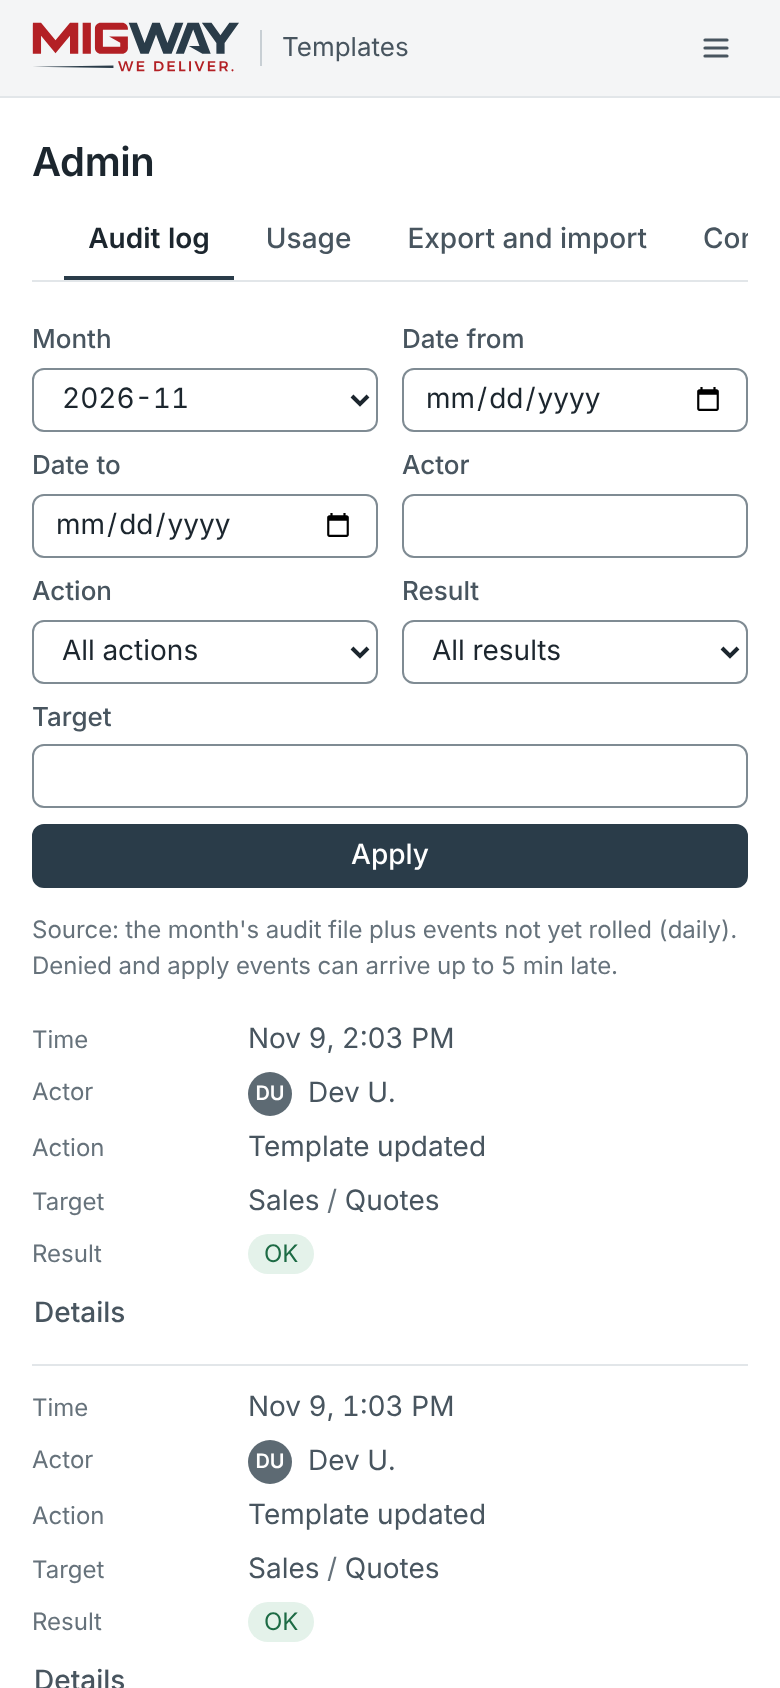 MIGWAY
WE DELIVER.
Templates
Admin
Audit log
Usage
Export and import
Cor
Month
Date from
2026-11
mm/dd/yyyy
Date to
Actor
mm/dd/yyyy
Action
Result
All actions
All results
Target
Apply
Source: the month's audit file plus events not yet rolled (daily).
Denied and apply events can arrive up to 5 min late.
Time
Nov 9, 2:03 PM
Actor
DU Dev U.
Action
Template updated
Target
Sales / Quotes
Result
OK
Details
Time
Nov 9, 1:03 PM
Actor
DU Dev U.
Action
Template updated
Target
Sales / Quotes
Result
OK
Details